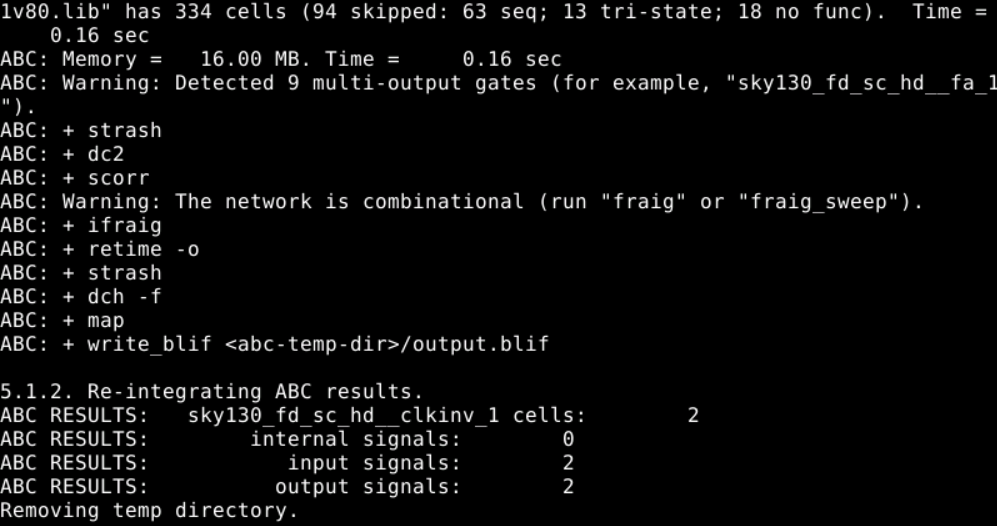 1v80.lib" has 334 cells (94 skipped: 63 seq; 13 tri-state; 18 no func).  Time =
    0.16 sec
ABC: Memory =   16.00 MB. Time =     0.16 sec
ABC: Warning: Detected 9 multi-output gates (for example, "sky130_fd_sc_hd__fa_1
").
ABC: + strash
ABC: + dc2
ABC: + scorr
ABC: Warning: The network is combinational (run "fraig" or "fraig_sweep").
ABC: + ifraig
ABC: + retime -o
ABC: + strash
ABC: + dch -f
ABC: + map
ABC: + write_blif <abc-temp-dir>/output.blif

5.1.2. Re-integrating ABC results.
ABC RESULTS:   sky130_fd_sc_hd__clkinv_1 cells:        2
ABC RESULTS:        internal signals:        0
ABC RESULTS:           input signals:        2
ABC RESULTS:          output signals:        2
Removing temp directory.